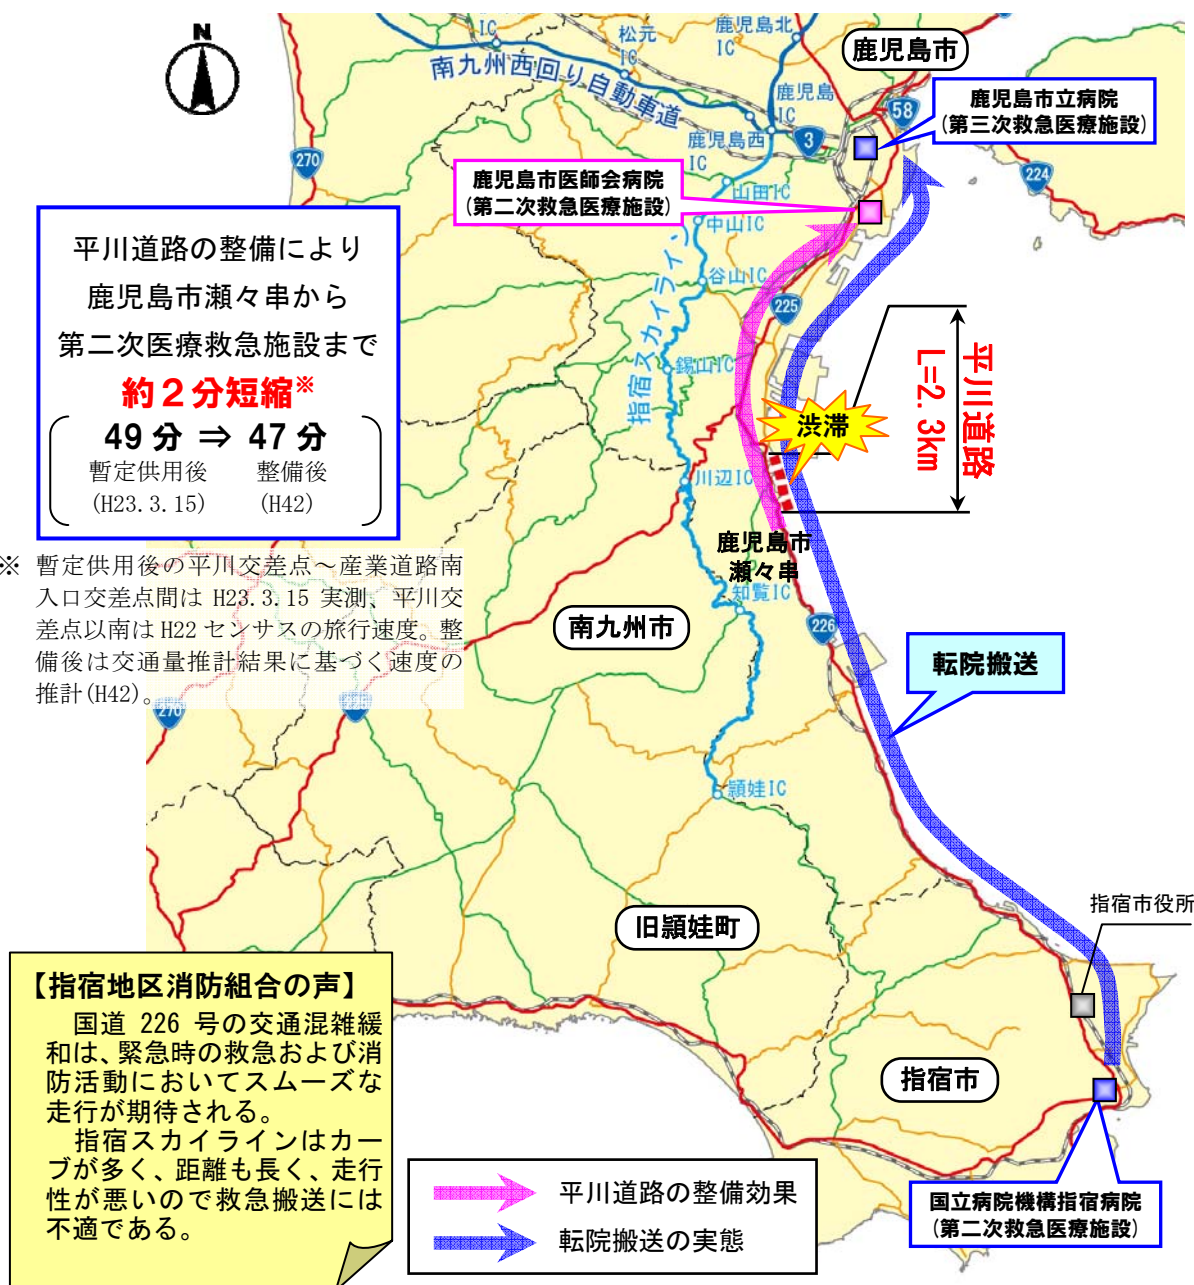 N
IC
松元
IC
鹿児島北
IC
鹿児島市
南九州西回り自動車道
鹿児島
IC
58
鹿児島市立病院
(第三次救急医療施設)
3
鹿児島西
IC
270
224
鹿児島市医師会病院
(第二次救急医療施設)
山田IC
中山IC
谷山IC
指宿スカイライン
225
錫山IC
平川道路の整備により
鹿児島市瀬々串から
第二次医療救急施設まで
約2分短縮※
49分 ⇒ 47分
暫定供用後 整備後
(H23.3.15) (H42)
平川道路
L=2.3km
渋滞
川辺IC
鹿児島市
瀬々串
知覧IC
※ 暫定供用後の平川交差点～産業道路南
入口交差点間は H23.3.15 実測、平川交
差点以南は H22 センサスの旅行速度。整
備後は交通量推計結果に基づく速度の
推計(H42)。
南九州市
226
転院搬送
270
225
頴娃IC
指宿市役所
旧頴娃町
【指宿地区消防組合の声】
国道 226 号の交通混雑緩
和は、緊急時の救急および消
防活動においてスムーズな
走行が期待される。
指宿スカイラインはカー
ブが多く、距離も長く、走行
性が悪いので救急搬送には
不適である。
指宿市
平川道路の整備効果
転院搬送の実態
国立病院機構指宿病院
(第二次救急医療施設)